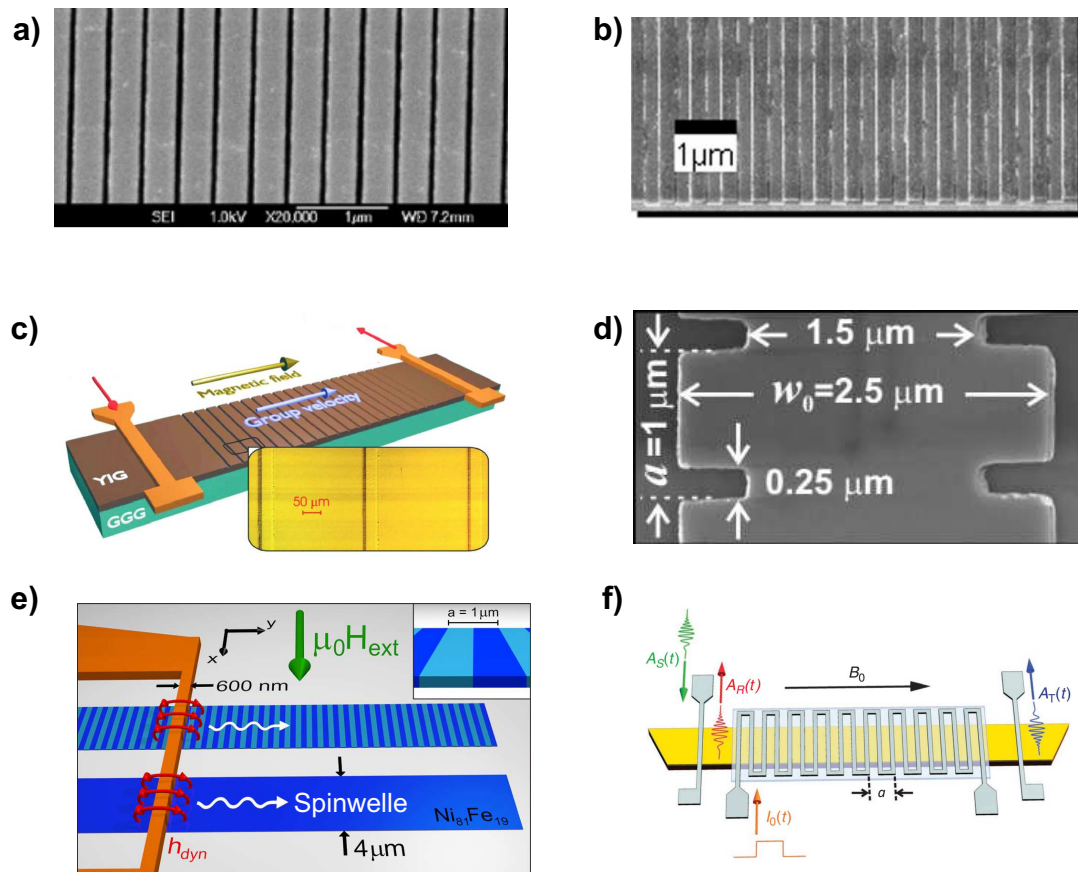 a)
SEI 1.0kV X20,000 1μm WD 7.2mm
b)
1μm
c)
Magnetic field
Group velocity
YIG
GGG
50 μm
d)
1.5 μm
a =1 μm
w₀=2.5 μm
0.25 μm
e)
a = 1μm
y
x
μ₀Hext
600 nm
Spinwelle
Ni₈₁Fe₁₉
hdyn
4μm
f)
AS(t)
AR(t)
B₀
AT(t)
a
I₀(t)